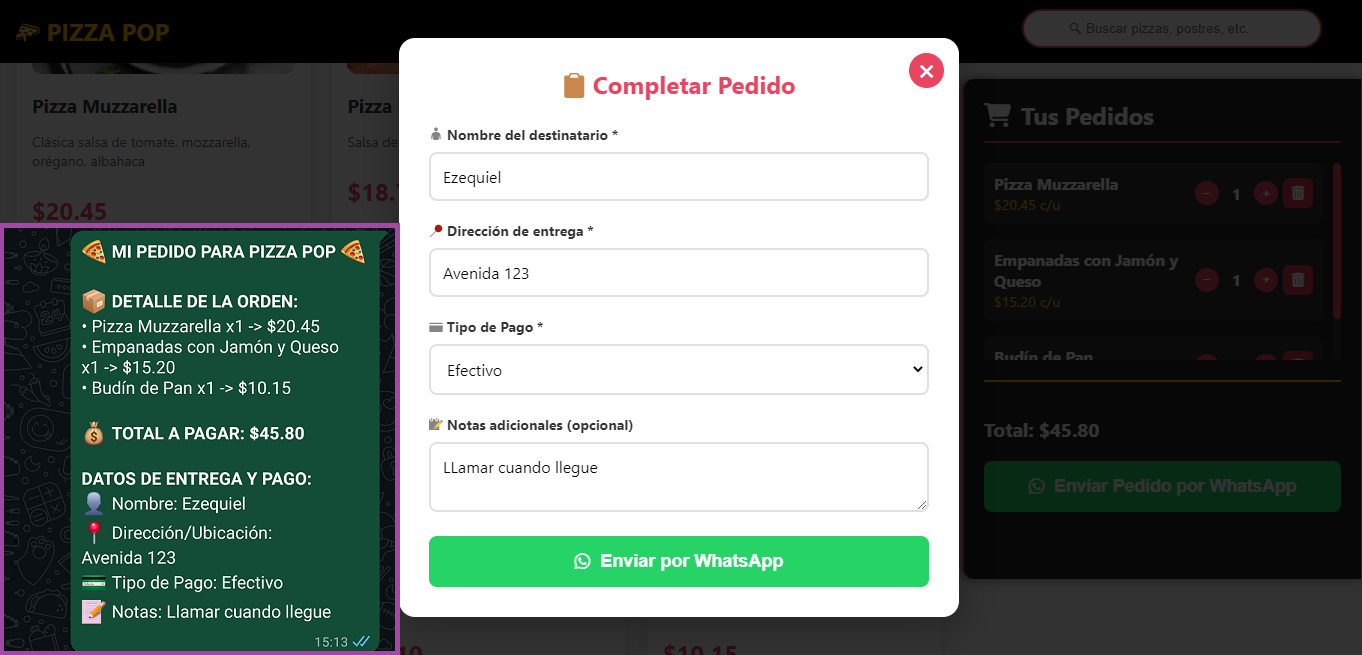 PIZZA POP
Buscar pizzas, postres, etc.
Pizza Muzzarella
Clásica salsa de tomate, mozzarella,
orégano, albahaca
$20.45
Pizza
Salsa de
$18.
MI PEDIDO PARA PIZZA POP
DETALLE DE LA ORDEN:
• Pizza Muzzarella x1 -> $20.45
• Empanadas con Jamón y Queso
x1 -> $15.20
• Budín de Pan x1 -> $10.15
TOTAL A PAGAR: $45.80
DATOS DE ENTREGA Y PAGO:
Nombre: Ezequiel
Dirección/Ubicación:
Avenida 123
Tipo de Pago: Efectivo
Notas: Llamar cuando llegue
15:13
Completar Pedido
Nombre del destinatario *
Ezequiel
Dirección de entrega *
Avenida 123
Tipo de Pago *
Efectivo
Notas adicionales (opcional)
LLamar cuando llegue
Enviar por WhatsApp
Tus Pedidos
Pizza Muzzarella
$20.45 c/u
− 1 +
Empanadas con Jamón y
Queso
$15.20 c/u
− 1 +
Budín de Pan
Total: $45.80
Enviar Pedido por WhatsApp
$10.15